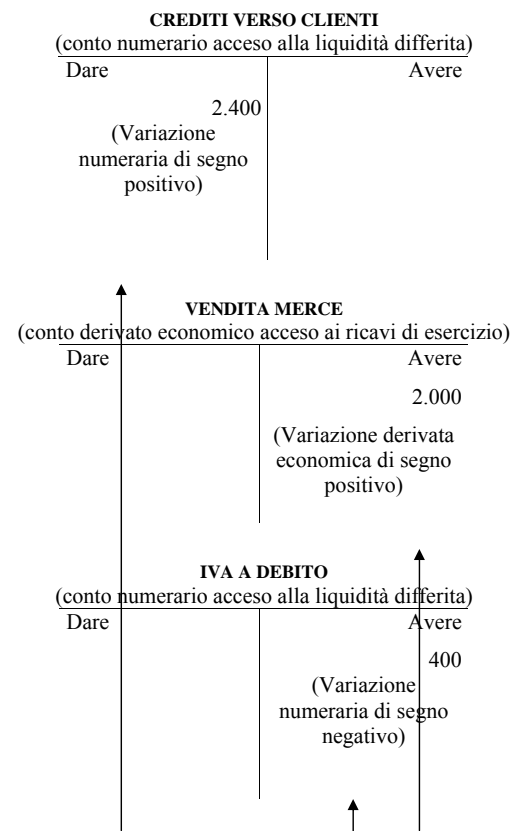 CREDITI VERSO CLIENTI
(conto numerario acceso alla liquidità differita)
Dare Avere
2.400
(Variazione
numeraria di segno
positivo)
VENDITA MERCE
(conto derivato economico acceso ai ricavi di esercizio)
Dare Avere
2.000
(Variazione derivata
economica di segno
positivo)
IVA A DEBITO
(conto numerario acceso alla liquidità differita)
Dare Avere
400
(Variazione
numeraria di segno
negativo)